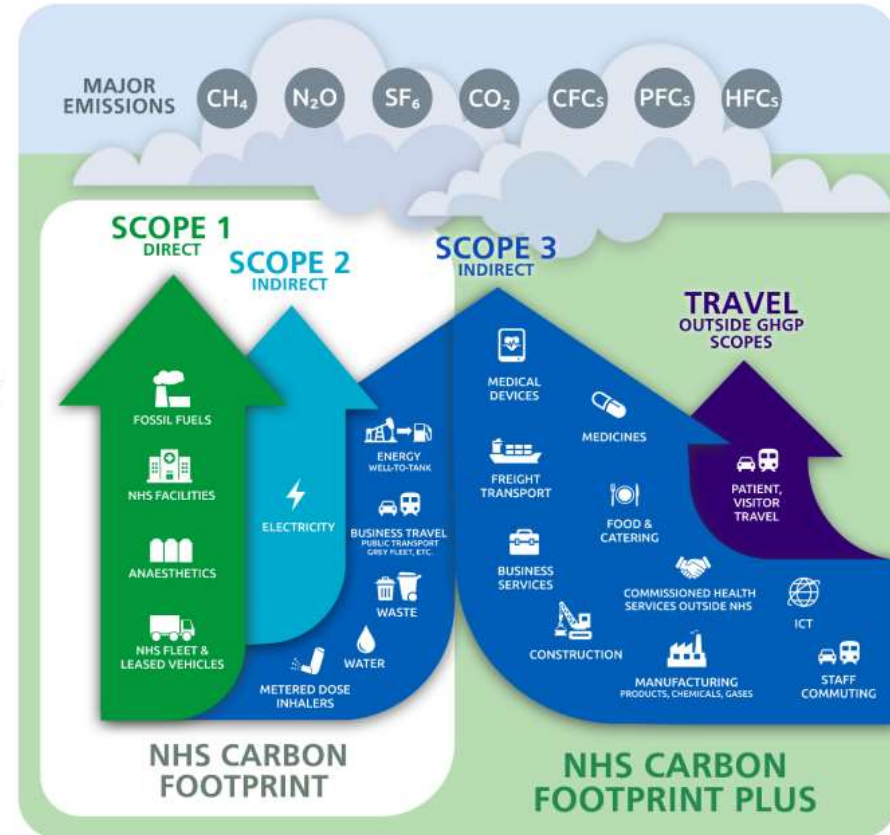 MAJOR
EMISSIONS
CH₄
N₂O
SF₆
CO₂
CFCs
PFCs
HFCs
SCOPE 1
DIRECT
SCOPE 2
INDIRECT
SCOPE 3
INDIRECT
TRAVEL
OUTSIDE GHGP
SCOPES
FOSSIL FUELS
NHS FACILITIES
ANAESTHETICS
NHS FLEET &
LEASED VEHICLES
ELECTRICITY
ENERGY
WELL-TO-TANK
BUSINESS TRAVEL
PUBLIC TRANSPORT
GREY FLEET, ETC.
WASTE
WATER
METERED DOSE
INHALERS
MEDICAL
DEVICES
MEDICINES
FREIGHT
TRANSPORT
FOOD &
CATERING
BUSINESS
SERVICES
COMMISSIONED HEALTH
SERVICES OUTSIDE NHS
CONSTRUCTION
MANUFACTURING
PRODUCTS, CHEMICALS, GASES
ICT
STAFF
COMMUTING
PATIENT,
VISITOR
TRAVEL
NHS CARBON
FOOTPRINT
NHS CARBON
FOOTPRINT PLUS